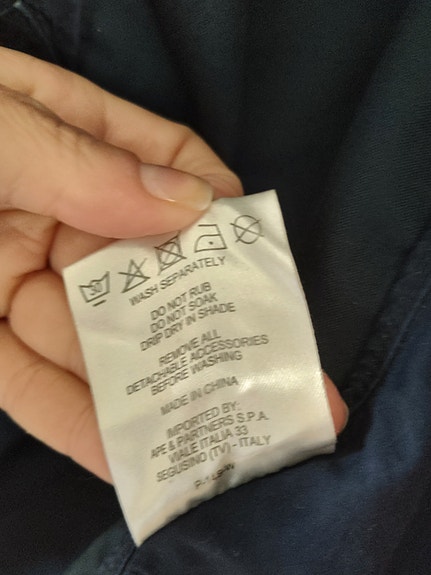 30
WASH SEPARATELY
DO NOT RUB
DO NOT SOAK
DRIP DRY IN SHADE
REMOVE ALL
DETACHABLE ACCESSORIES
BEFORE WASHING
MADE IN CHINA
IMPORTED BY:
APE & PARTNERS S.P.A.
VIALE ITALIA 33
SEGUSINO (TV) - ITALY